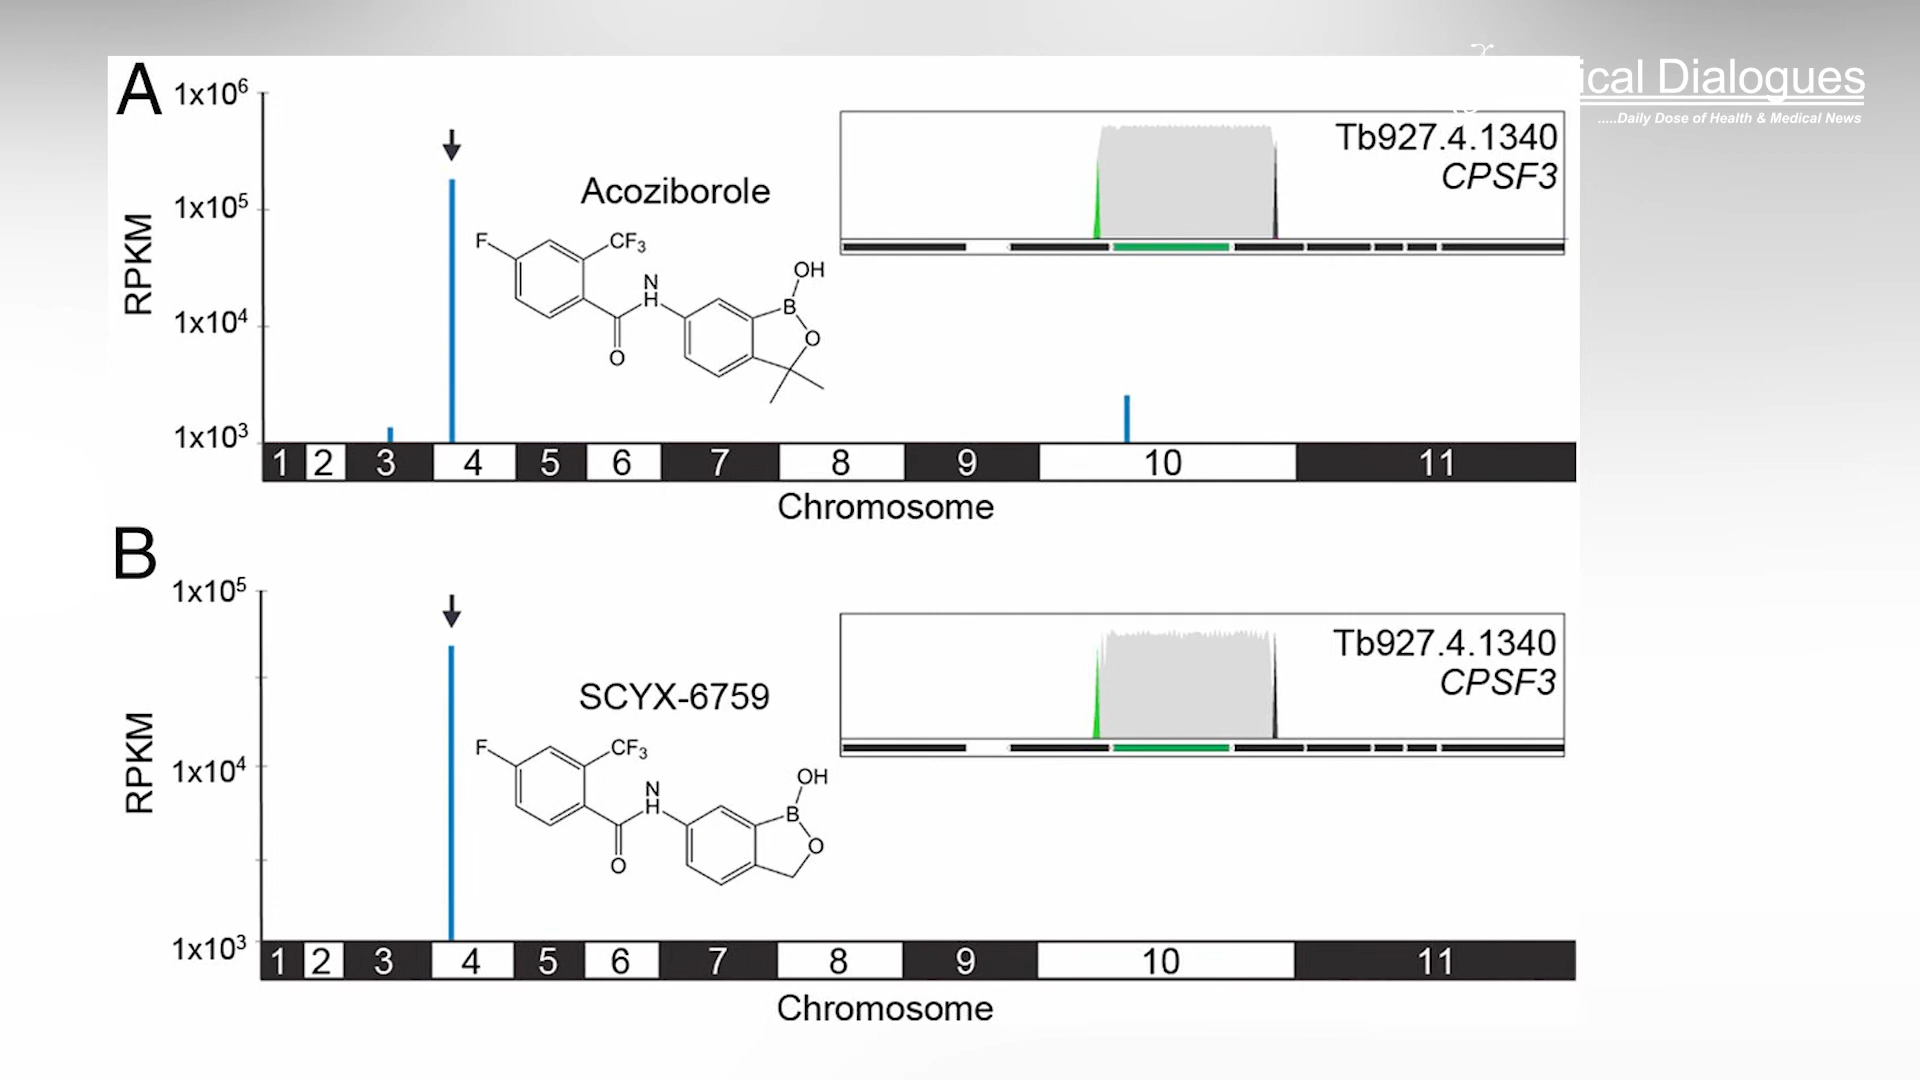 ical Dialogues
.....Daily Dose of Health & Medical News
A
1x10⁶
1x10⁵
1x10⁴
1x10³
RPKM
Acoziborole
F
CF₃
N
H
O
OH
B
O
Tb927.4.1340
CPSF3
1 2 3 4 5 6 7 8 9 10 11
Chromosome
B
1x10⁵
1x10⁴
1x10³
RPKM
SCYX-6759
F
CF₃
N
H
O
OH
B
O
Tb927.4.1340
CPSF3
1 2 3 4 5 6 7 8 9 10 11
Chromosome